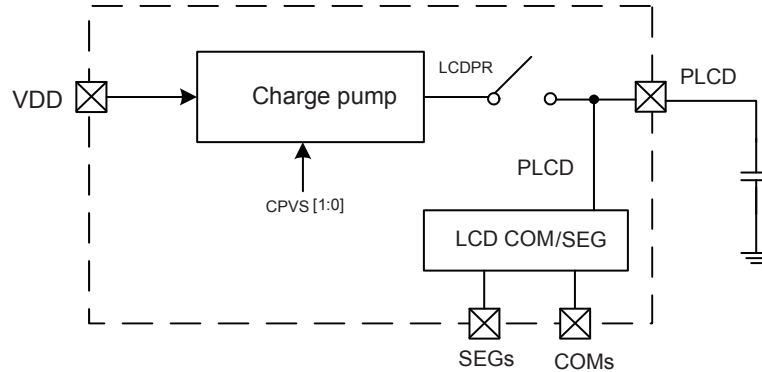 LCDPR
PLCD
VDD
Charge pump
PLCD
CPVS [1:0]
LCD COM/SEG
SEGs
COMs